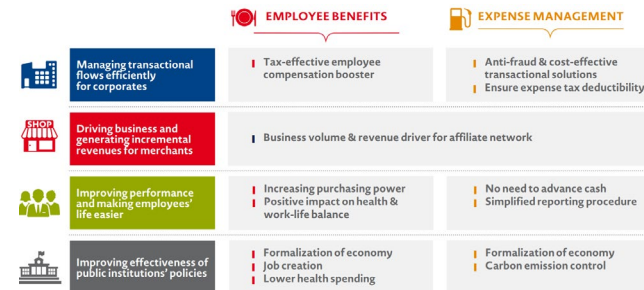 EMPLOYEE BENEFITS
EXPENSE MANAGEMENT
Managing transactional
flows efficiently
for corporates
Tax-effective employee
compensation booster
Anti-fraud & cost-effective
transactional solutions
Ensure expense tax deductibility
SHOP
Driving business and
generating incremental
revenues for merchants
Business volume & revenue driver for affiliate network
Improving performance
and making employees'
life easier
Increasing purchasing power
Positive impact on health &
work-life balance
No need to advance cash
Simplified reporting procedure
Improving effectiveness of
public institutions' policies
Formalization of economy
Job creation
Lower health spending
Formalization of economy
Carbon emission control